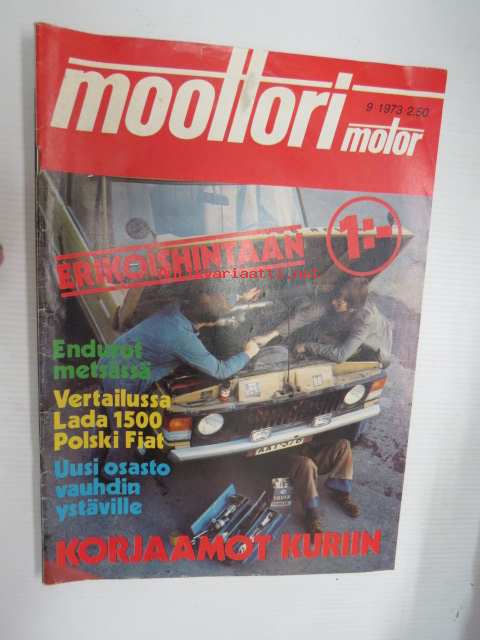 moottori
motor
9 1973 2.50
ERIKOISHINTAAN
1:-
Endurot
metsässä
Vertailussa
Lada 1500
Polski Fiat
Uusi osasto
vauhdin
ystäville
KORJAAMOT KURIIN